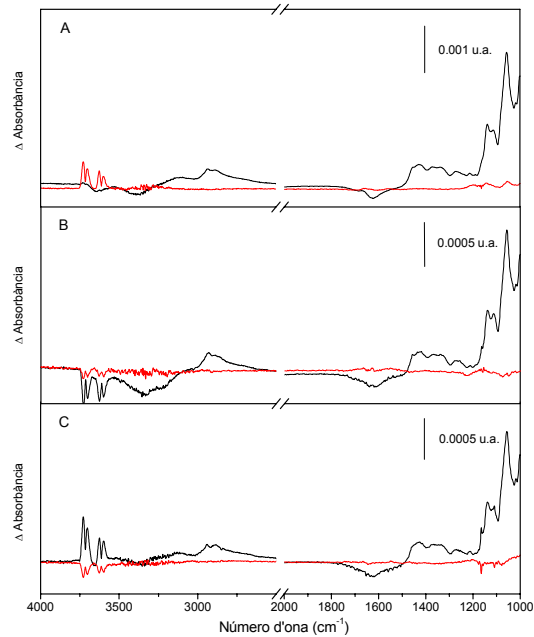 A
0.001 u.a.
Δ Absorbància
B
0.0005 u.a.
Δ Absorbància
C
0.0005 u.a.
Δ Absorbància
4000 3500 3000 2000 1800 1600 1400 1200 1000
Número d'ona (cm⁻¹)